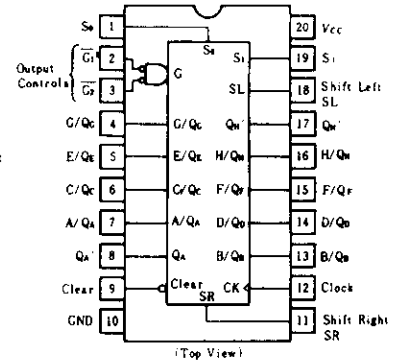 S₀ 1
G̅1̅ 2
Output Controls
G̅2̅ 3
G/QG 4
E/QE 5
C/QC 6
A/QA 7
QA' 8
Clear 9
GND 10
S₀
G
G/QG
E/QE
C/QC
A/QA
QA
Clear
SR
S1
SL
QH'
H/QH
F/QF
D/QD
B/QB
CK
20 Vcc
19 S1
18 Shift Left SL
17 QH'
16 H/QH
15 F/QF
14 D/QD
13 B/QB
12 Clock
11 Shift Right SR
(Top View)